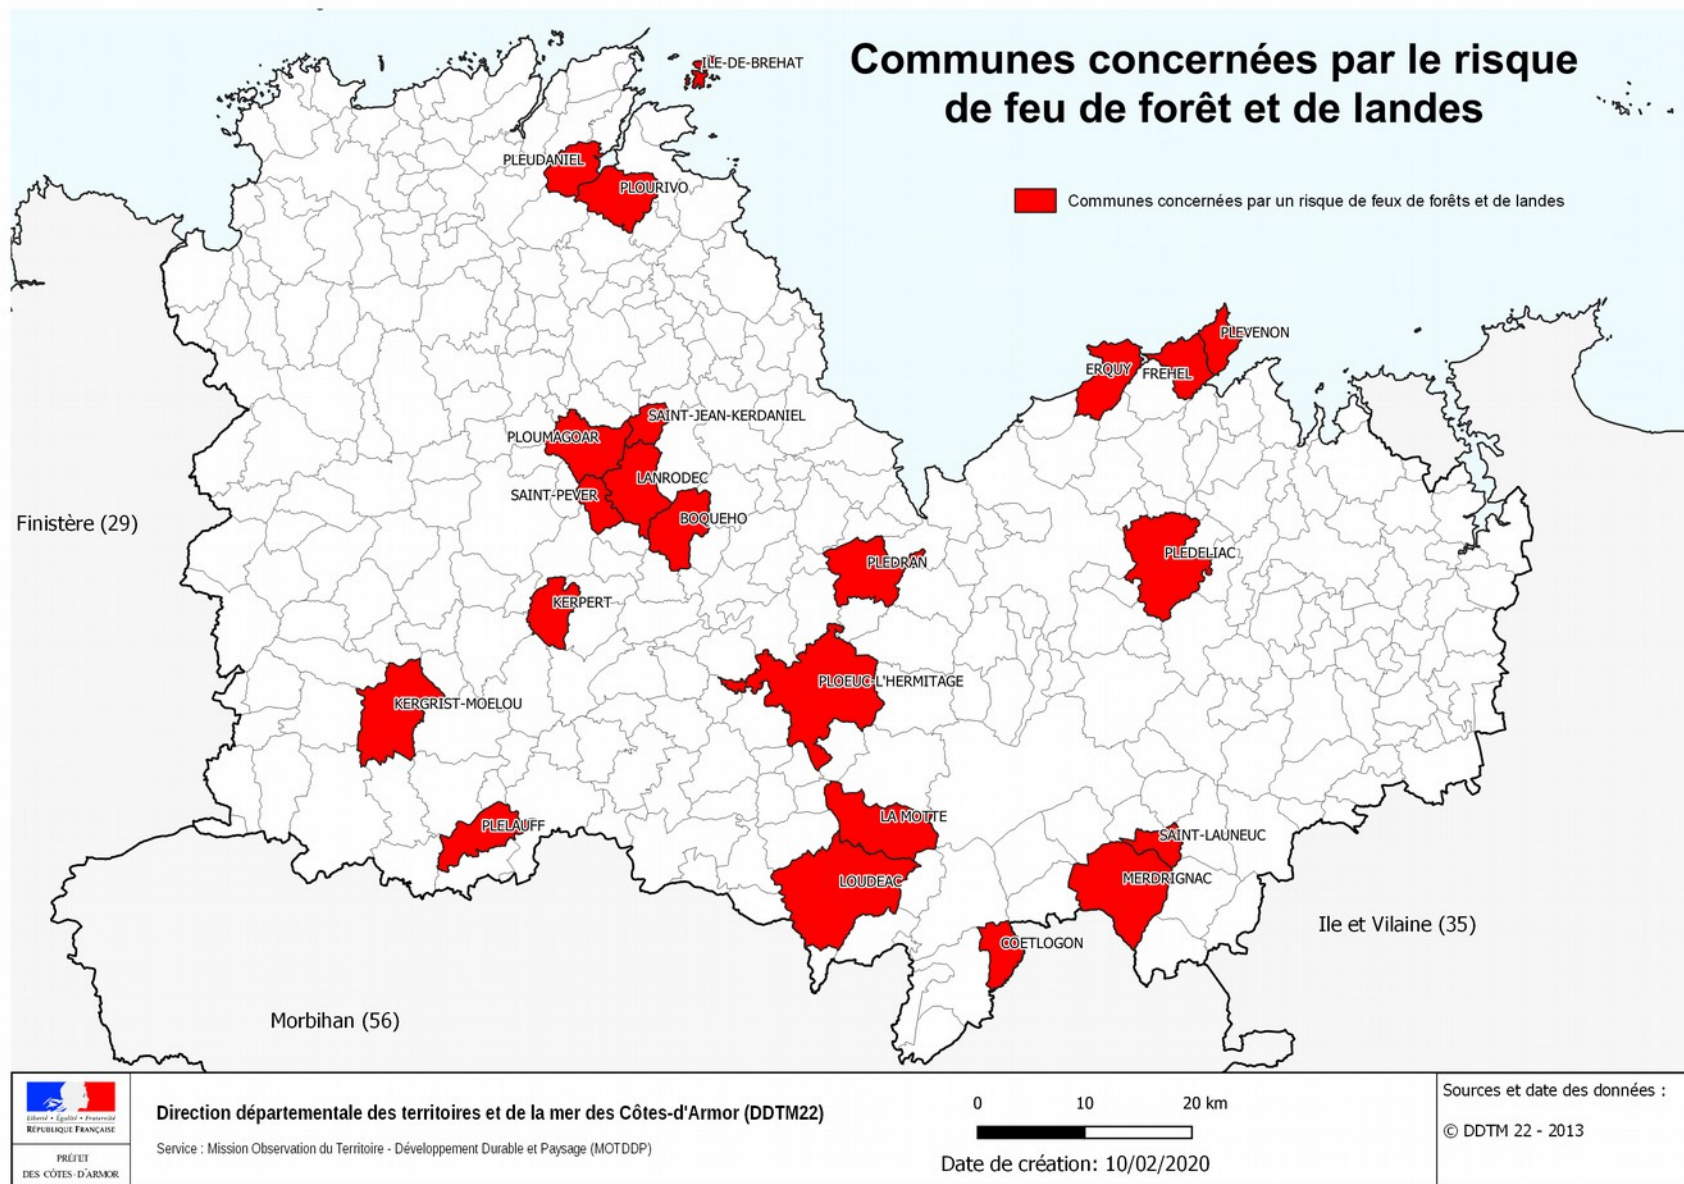 Communes concernées par le risque
de feu de forêt et de landes
Communes concernées par un risque de feux de forêts et de landes
ILE-DE-BREHAT
PLEUDANIEL
PLOURIVO
PLEVENON
ERQUY
FREHEL
SAINT-JEAN-KERDANIEL
PLOUMAGOAR
LANRODEC
SAINT-PEVER
BOQUEHO
Finistère (29)
PLEDRAN
PLEDELIAC
KERPERT
PLOEUC-L'HERMITAGE
KERGRIST-MOELOU
PLELAUFF
LA MOTTE
SAINT-LAUNEUC
LOUDEAC
MERDRIGNAC
Ile et Vilaine (35)
COETLOGON
Morbihan (56)
Liberté • Égalité • Fraternité
RÉPUBLIQUE FRANÇAISE
PRÉFET
DES CÔTES-D'ARMOR
Direction départementale des territoires et de la mer des Côtes-d'Armor (DDTM22)
Service : Mission Observation du Territoire - Développement Durable et Paysage (MOTDDP)
0 10 20 km
Date de création: 10/02/2020
Sources et date des données :
© DDTM 22 - 2013